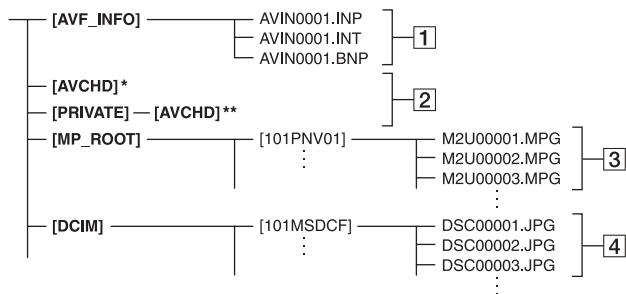 [AVF_INFO] AVIN0001.INP
AVIN0001.INT
AVIN0001.BNP
1
[AVCHD]*
2
[PRIVATE] [AVCHD]**
[MP_ROOT] [101PNV01] M2U00001.MPG
M2U00002.MPG
3
M2U00003.MPG
[DCIM] [101MSDCF] DSC00001.JPG
DSC00002.JPG
4
DSC00003.JPG